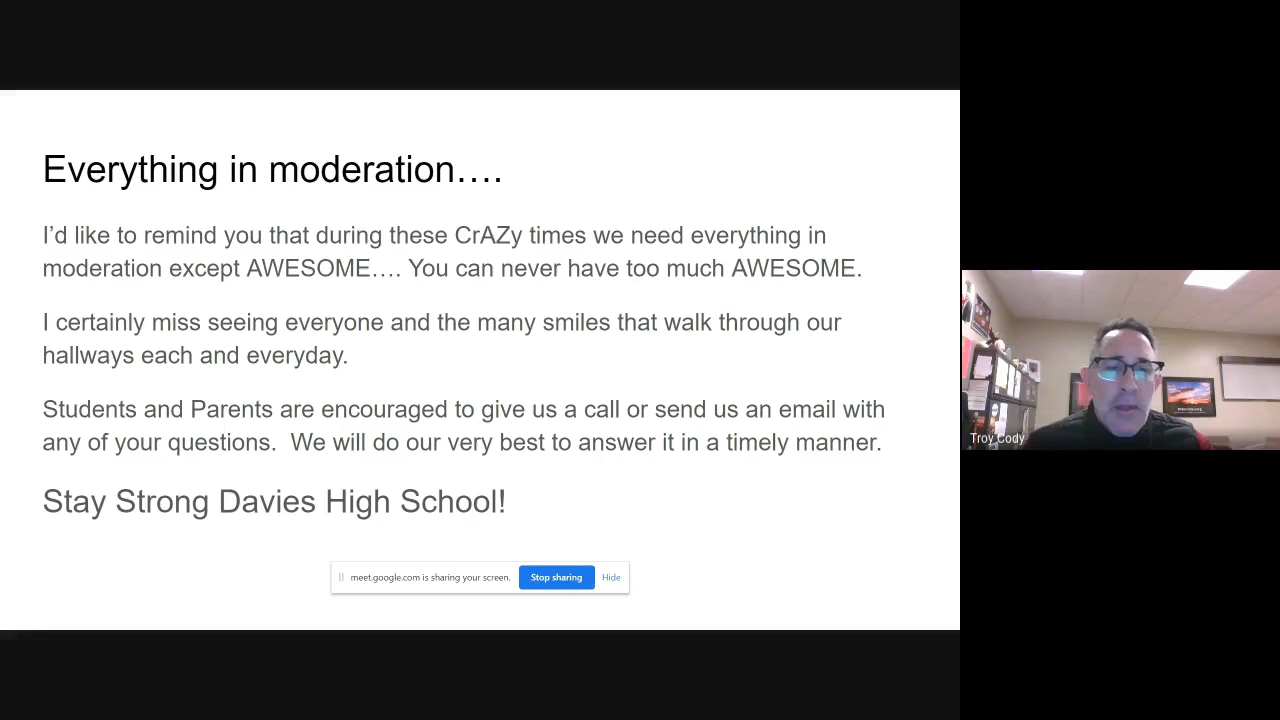 Everything in moderation….
I’d like to remind you that during these CrAZy times we need everything in
moderation except AWESOME…. You can never have too much AWESOME.
I certainly miss seeing everyone and the many smiles that walk through our
hallways each and everyday.
Students and Parents are encouraged to give us a call or send us an email with
any of your questions.  We will do our very best to answer it in a timely manner.
Stay Strong Davies High School!
meet.google.com is sharing your screen. Stop sharing Hide
Troy Cody